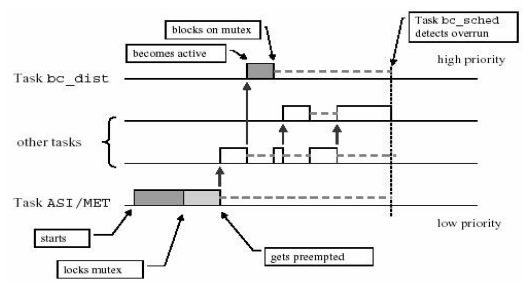 blocks on mutex
Task bc_sched
detects overrun
becomes active
high priority
Task bc_dist
other tasks
Task ASI/MET
low priority
starts
gets preempted
locks mutex